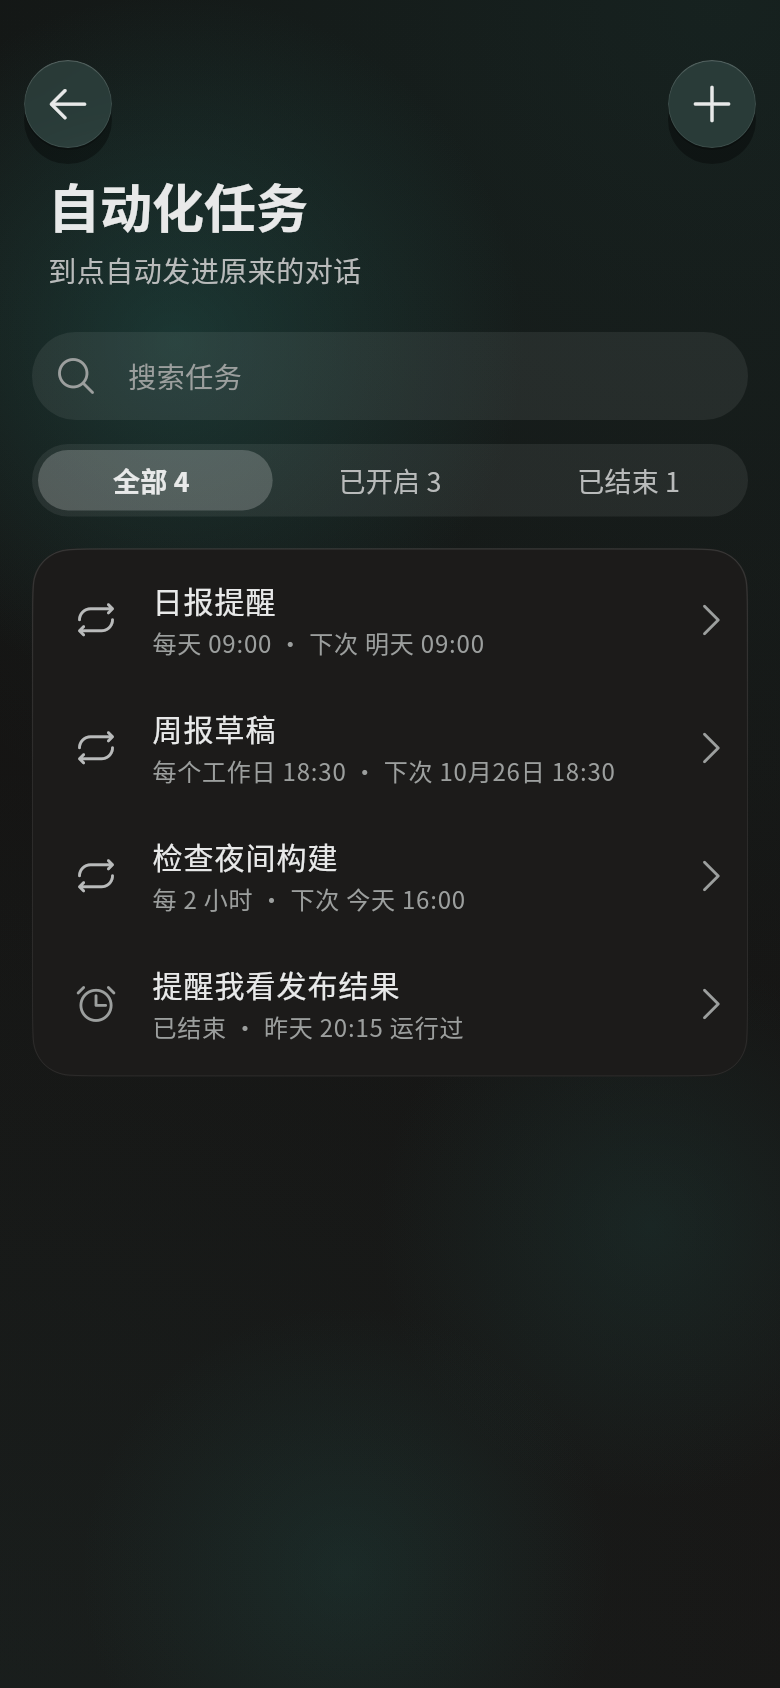 自动化任务
到点自动发进原来的对话
搜索任务
全部 4
已开启 3
已结束 1
日报提醒
每天 09:00 · 下次 明天 09:00
周报草稿
每个工作日 18:30 · 下次 10月26日 18:30
检查夜间构建
每 2 小时 · 下次 今天 16:00
提醒我看发布结果
已结束 · 昨天 20:15 运行过